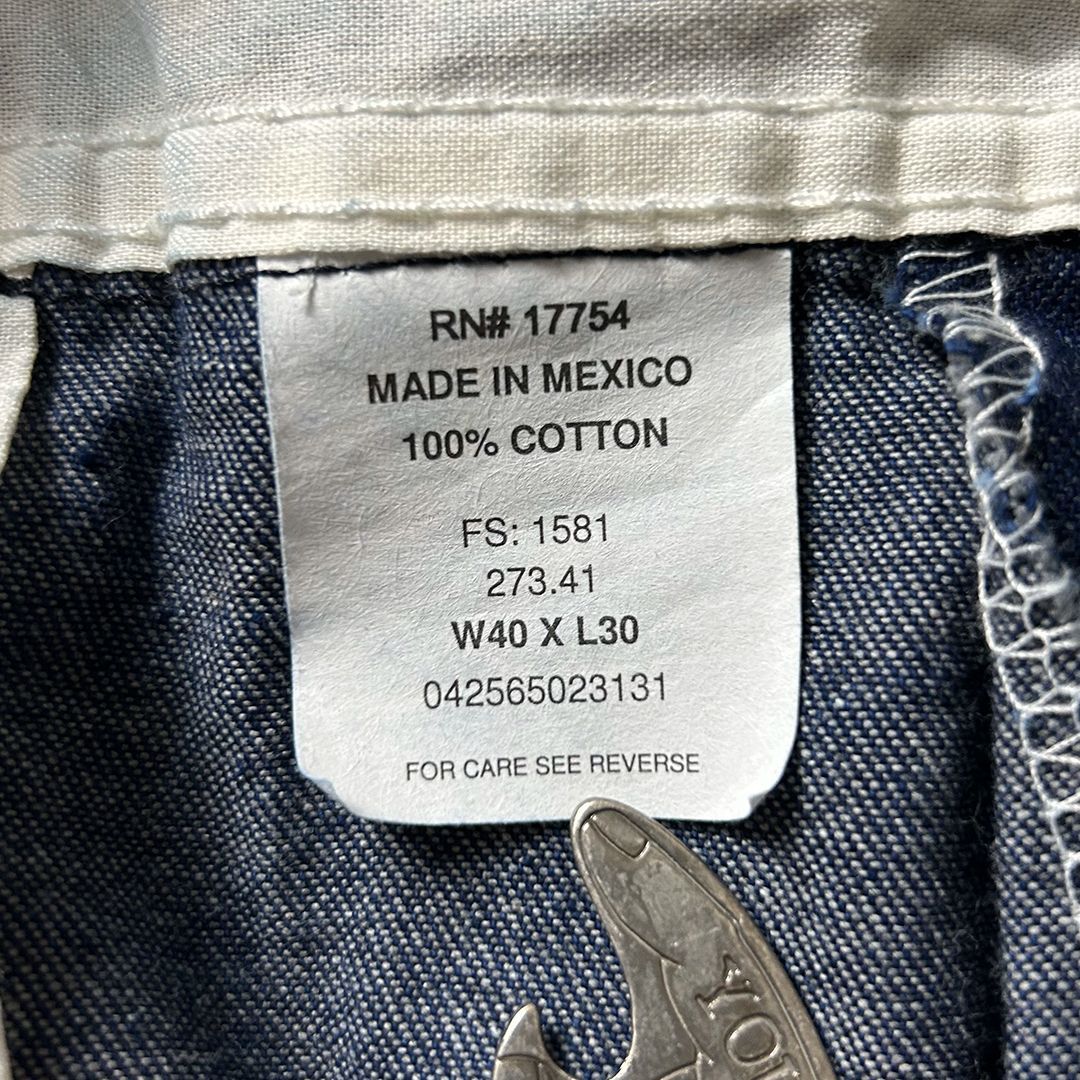 RN# 17754
MADE IN MEXICO
100% COTTON
FS: 1581
273.41
W40 X L30
042565023131
FOR CARE SEE REVERSE